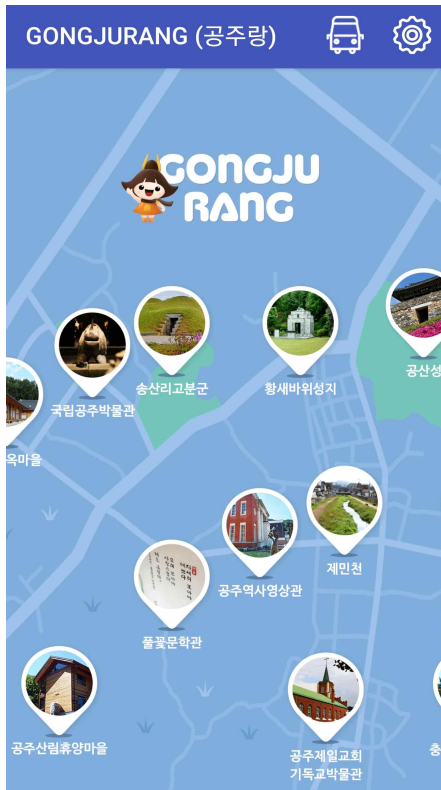 GONGJURANG (공주랑)
GONGJU
RANG
공산성
송산리고분군
황새바위성지
국립공주박물관
옥마을
제민천
공주역사영상관
풀꽃문학관
공주산림휴양마을
공주제일교회
기독교박물관
충